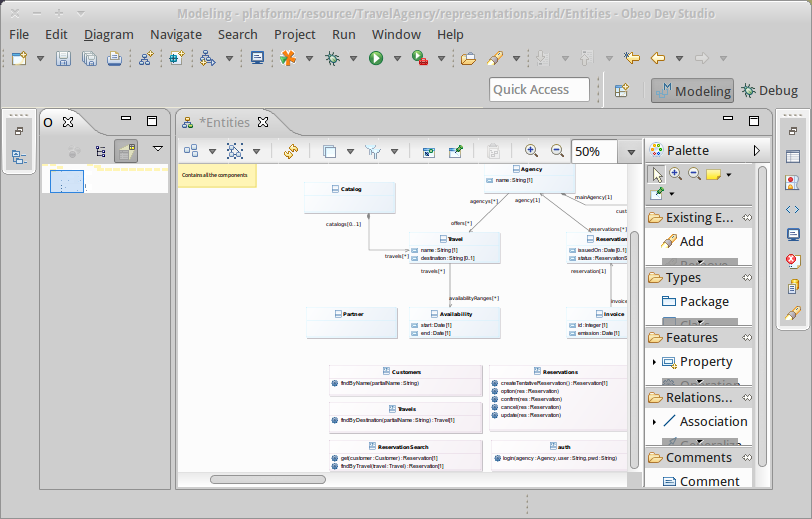 Modeling - platform:/resource/TravelAgency/representations.aird/Entities - Obeo Dev Studio
File Edit Diagram Navigate Search Project Run Window Help
Quick Access
Modeling
Debug
O
*Entities
50%
Palette
Contains all the components
Catalog
catalogs[0..1]
travels[*]
Agency
name : String [1]
agencys[*]
agency[1]
mainAgency[1]
offers[*]
reservations[*]
Travel
name : String [1]
destination : String [0..1]
travels[*]
availabilityRanges[*]
issuedOn : Date [0..1]
reservation[1]
Partner
Availability
start : Date [1]
end : Date [1]
Invoice
id : Integer [1]
emission : Date [1]
Customers
findByName(partialName : String)
Travels
findByDestination(partialName : String) : Travel[1]
ReservationSearch
get(customer : Customer) : Reservation[1]
findByTravel(travel : Travel) : Reservation[1]
Reservations
createTentativeReservation() : Reservation[1]
option(res : Reservation)
confirm(res : Reservation)
cancel(res : Reservation)
update(res : Reservation)
auth
login(agency : Agency, user : String, pwd : String)
Existing E...
Add
Types
Package
Features
Property
Relations...
Association
Comments
Comment